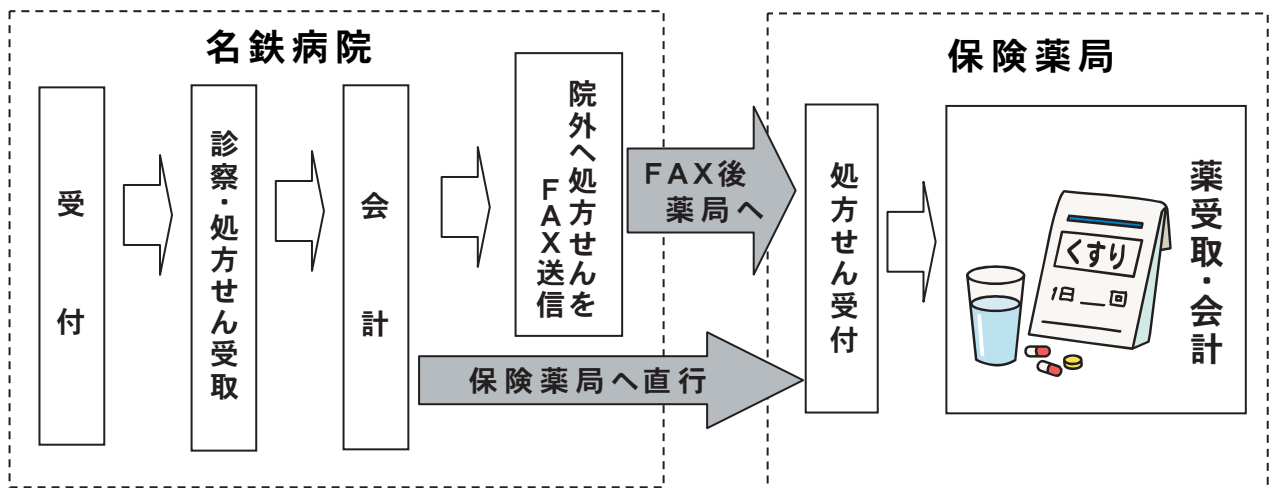 名鉄病院
受付
診察・処方せん受取
会計
院外へ処方せんを
FAX送信
FAX後
薬局へ
保険薬局へ直行
保険薬局
処方せん受付
薬受取・会計
くすり
1日__回